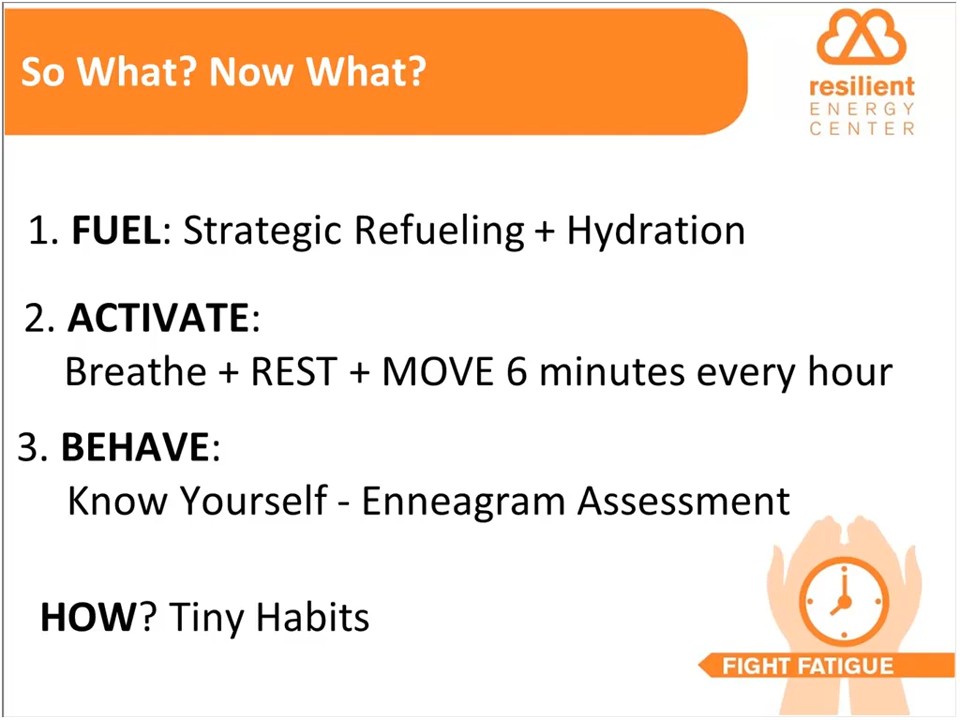 So What? Now What?
resilient
ENERGY
CENTER
1. FUEL: Strategic Refueling + Hydration
2. ACTIVATE:
Breathe + REST + MOVE 6 minutes every hour
3. BEHAVE:
Know Yourself - Enneagram Assessment
HOW? Tiny Habits
FIGHT FATIGUE